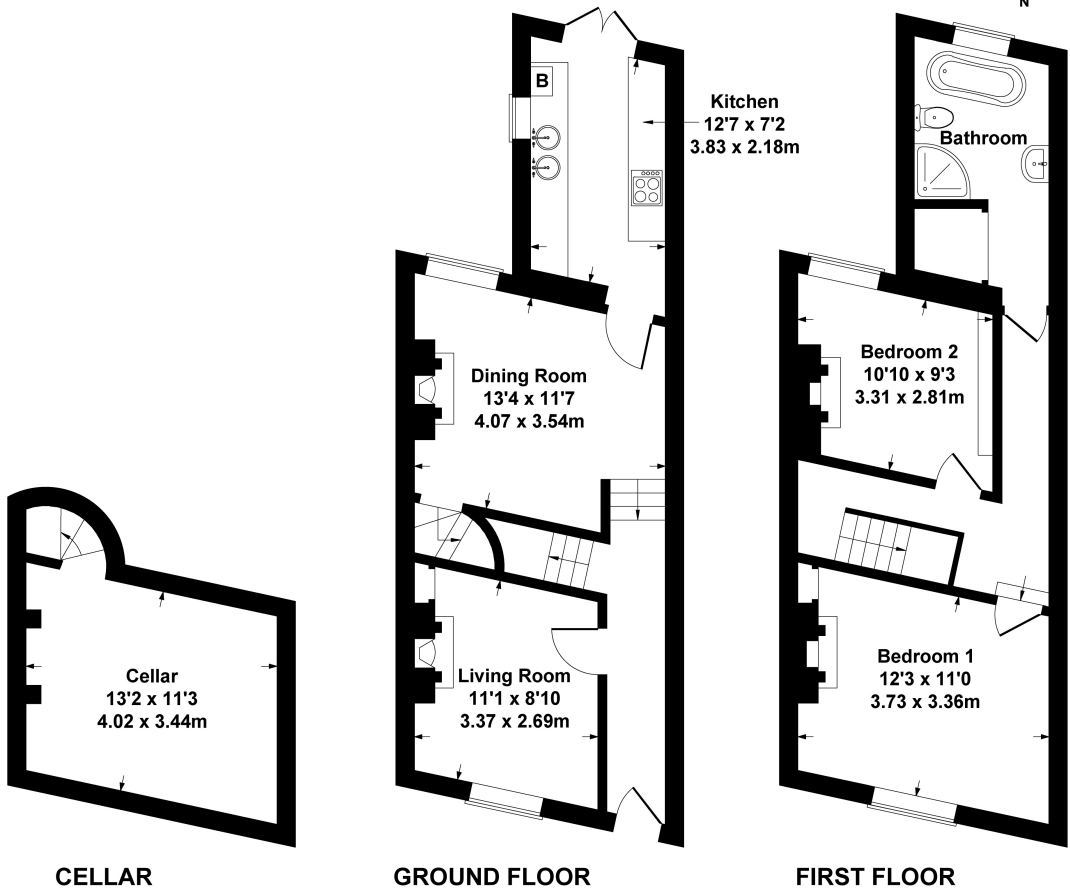 N
B
Kitchen
12'7 x 7'2
3.83 x 2.18m
Bathroom
Dining Room
13'4 x 11'7
4.07 x 3.54m
Bedroom 2
10'10 x 9'3
3.31 x 2.81m
Cellar
13'2 x 11'3
4.02 x 3.44m
Living Room
11'1 x 8'10
3.37 x 2.69m
Bedroom 1
12'3 x 11'0
3.73 x 3.36m
CELLAR
GROUND FLOOR
FIRST FLOOR